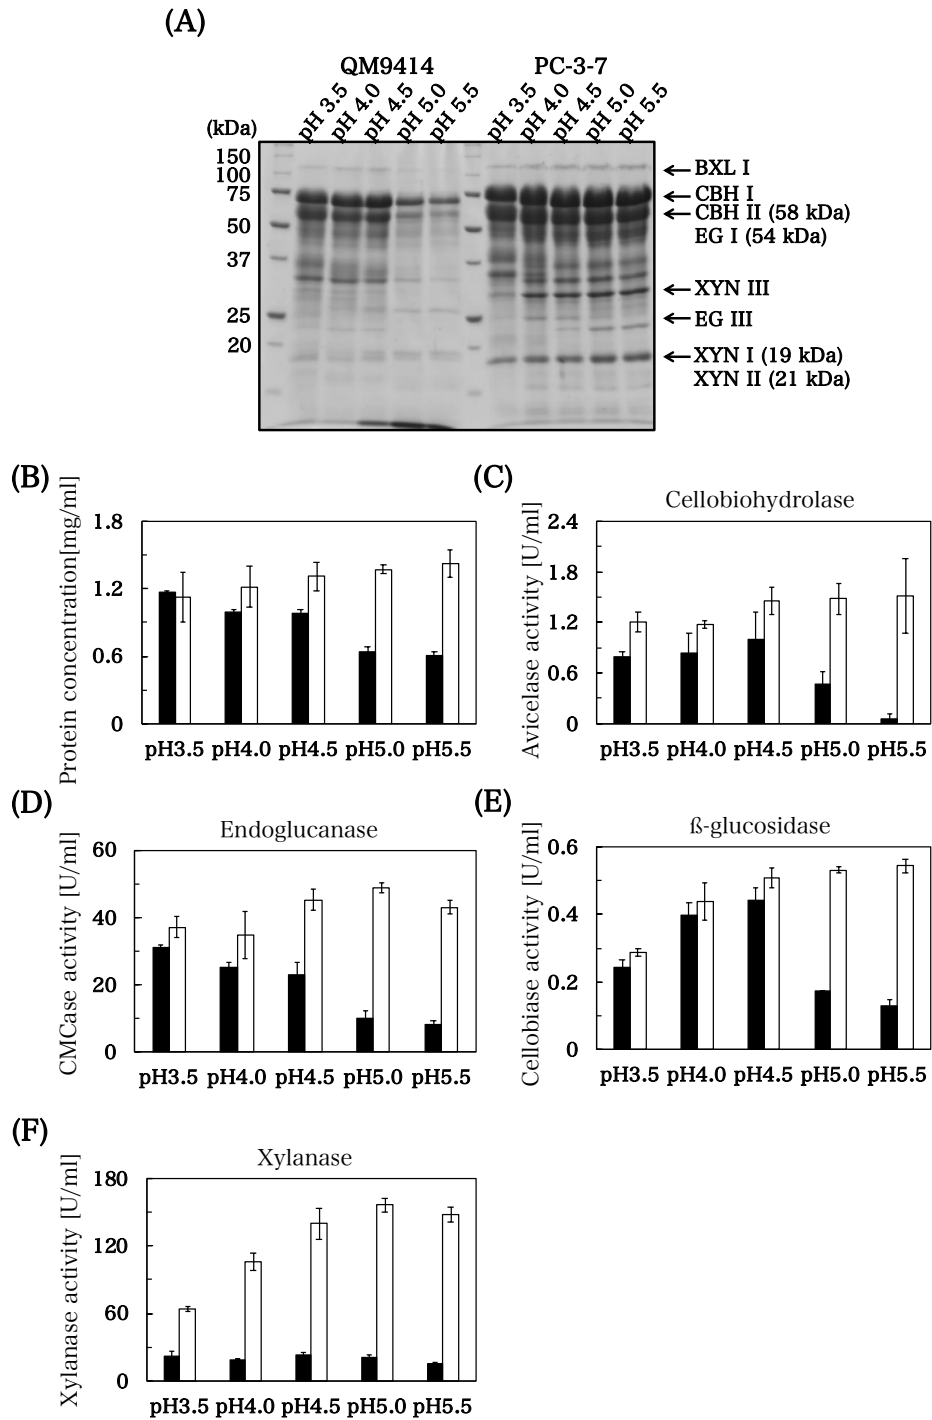 (A)
QM9414 PC-3-7
pH 3.5 pH 4.0 pH 4.5 pH 5.0 pH 5.5 pH 3.5 pH 4.0 pH 4.5 pH 5.0 pH 5.5
(kDa)
150
100
75
50
37
25
20
BXL I
CBH I
CBH II (58 kDa)
EG I (54 kDa)
XYN III
EG III
XYN I (19 kDa)
XYN II (21 kDa)
(B)
Protein concentration[mg/ml]
1.8
1.2
0.6
0
pH3.5 pH4.0 pH4.5 pH5.0 pH5.5
(C)
Cellobiohydrolase
Avicelase activity [U/ml]
2.4
1.8
1.2
0.6
0
pH3.5 pH4.0 pH4.5 pH5.0 pH5.5
(D)
Endoglucanase
CMCase activity [U/ml]
60
40
20
0
pH3.5 pH4.0 pH4.5 pH5.0 pH5.5
(E)
ß-glucosidase
Cellobiase activity [U/ml]
0.6
0.4
0.2
0
pH3.5 pH4.0 pH4.5 pH5.0 pH5.5
(F)
Xylanase
Xylanase activity [U/ml]
180
120
60
0
pH3.5 pH4.0 pH4.5 pH5.0 pH5.5